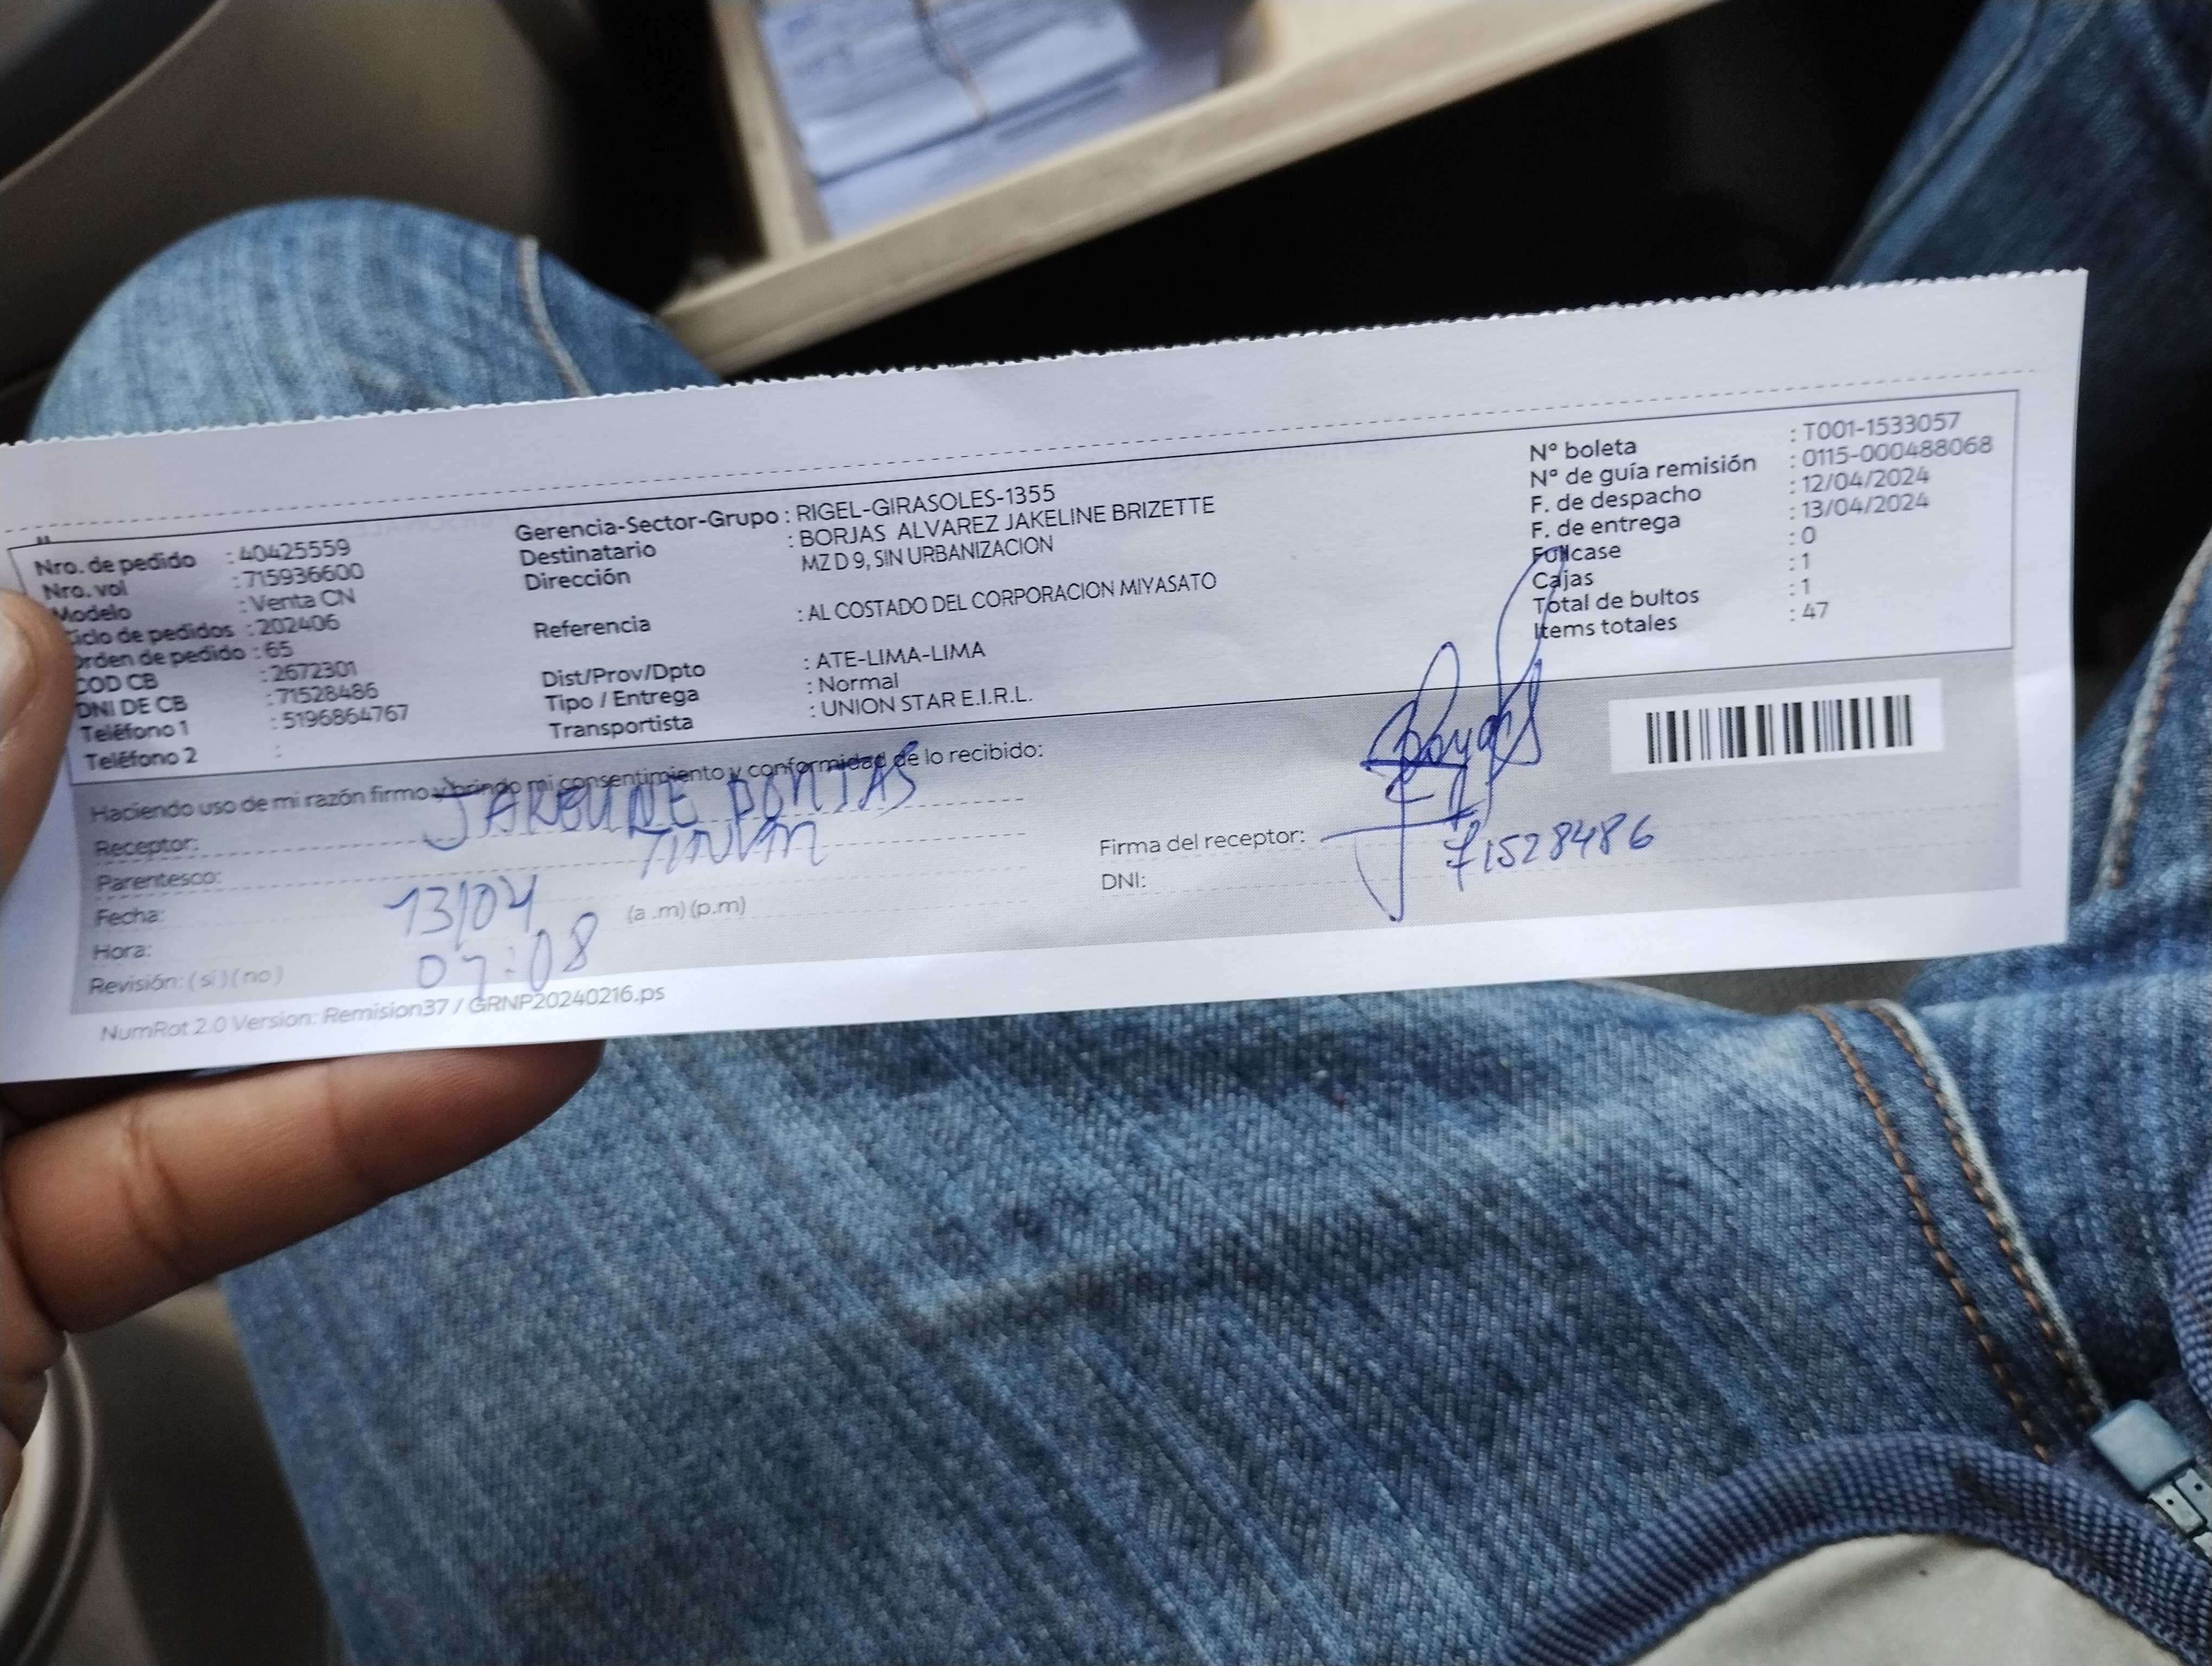 Nro. de pedido : 40425559
Nro. vol : 715936600
Modelo : Venta CN
Ciclo de pedidos : 202406
Orden de pedido : 65
COD CB : 2672301
DNI DE CB : 71528486
Teléfono 1 : 5196864767
Teléfono 2 :
Gerencia-Sector-Grupo : RIGEL-GIRASOLES-1355
Destinatario : BORJAS ALVAREZ JAKELINE BRIZETTE
Dirección MZ D 9, SIN URBANIZACION
Referencia : AL COSTADO DEL CORPORACION MIYASATO
Dist/Prov/Dpto : ATE-LIMA-LIMA
Tipo / Entrega : Normal
Transportista : UNION STAR E.I.R.L.
N° boleta : T001-1533057
N° de guía remisión : 0115-000488068
F. de despacho : 12/04/2024
F. de entrega : 13/04/2024
Fullcase : 0
Cajas : 1
Total de bultos : 1
Items totales : 47
Haciendo uso de mi razón firmo y brindo mi consentimiento y conformidad de lo recibido:
Receptor: BORJAS
Parentesco:
Fecha: 13/04
Hora: 07:08 (a .m) (p.m)
Revisión: ( si ) ( no )
Firma del receptor:
DNI: 71528486
NumRot 2.0 Version: Remision37 / GRNP20240216.ps